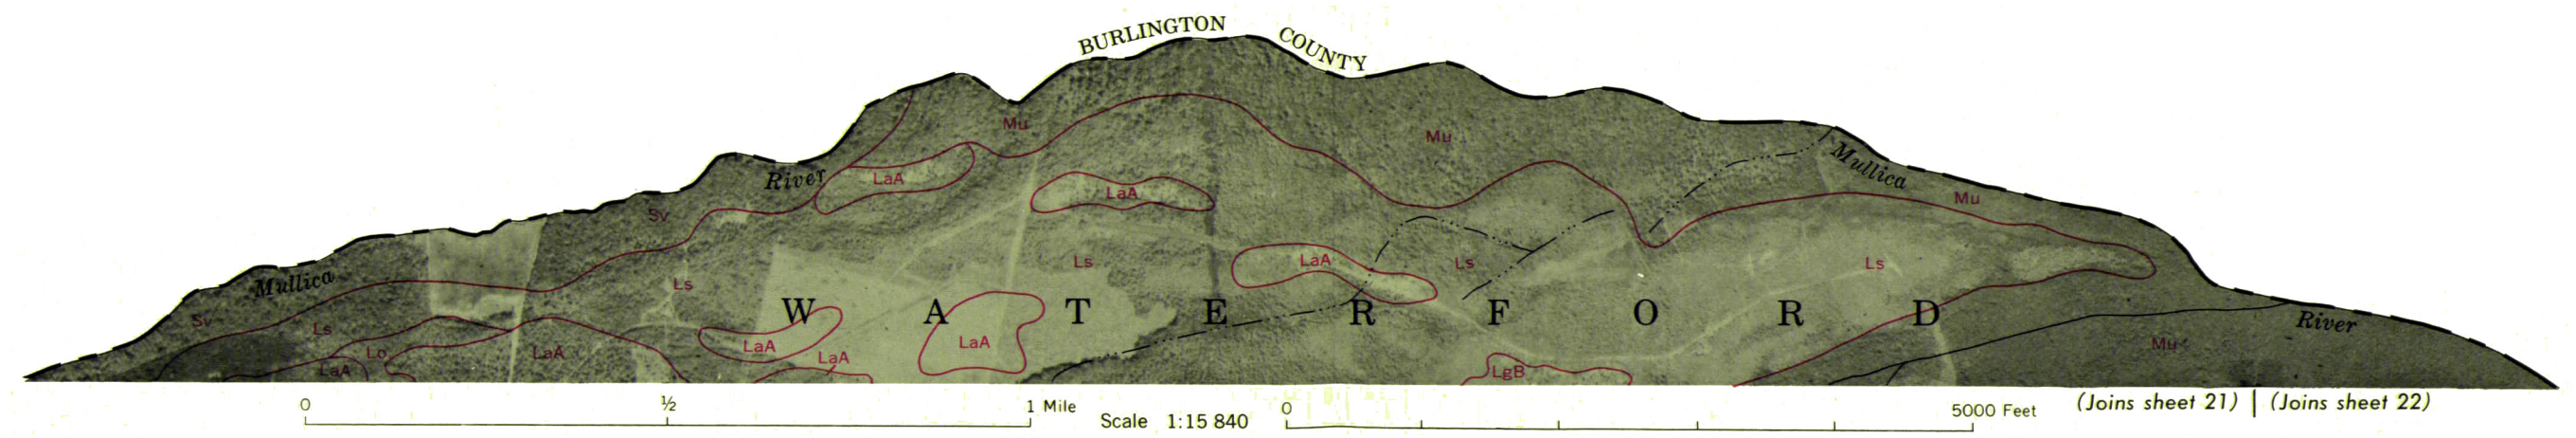 BURLINGTON COUNTY
Mu
Mu
Mullica
River
LaA
LaA
Mu
Sv
Mullica
Ls
LaA
Ls
Ls
Ls
W A T E R F O R D
Sv
Ls
River
Lo
LaA
LaA
LaA
LaA
LaA
Mu
LgB
0 ½ 1 Mile
Scale 1:15 840
0 5000 Feet
(Joins sheet 21) | (Joins sheet 22)